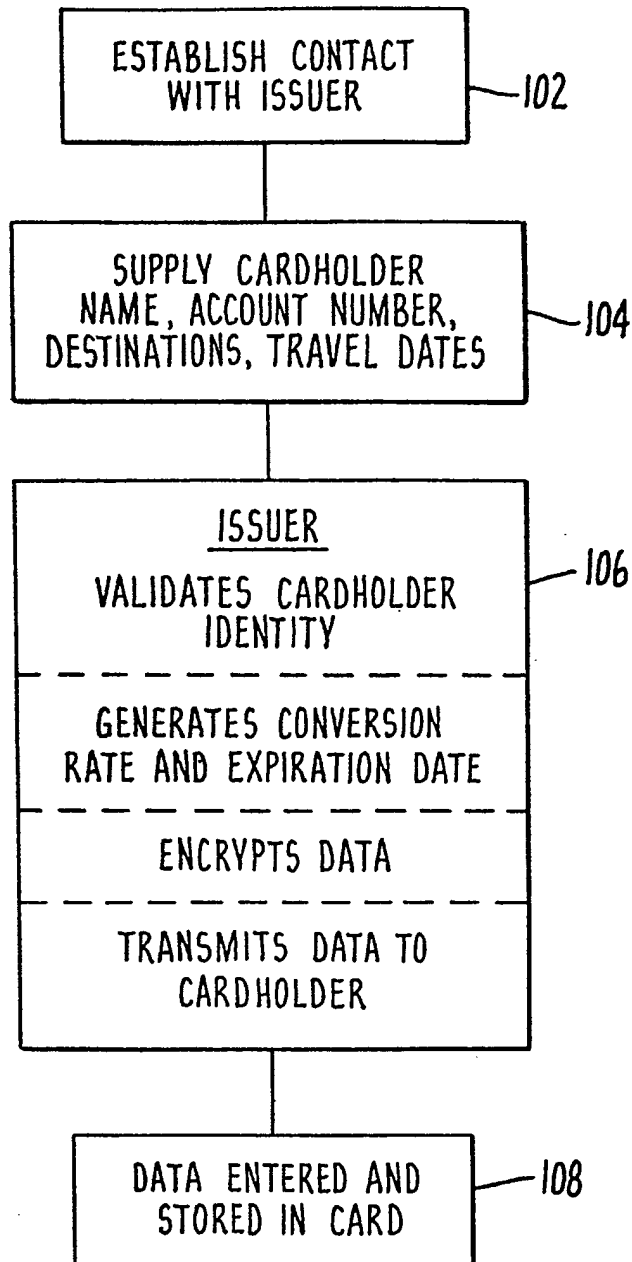 ESTABLISH CONTACT
WITH ISSUER
102
SUPPLY CARDHOLDER
NAME, ACCOUNT NUMBER,
DESTINATIONS, TRAVEL DATES
104
ISSUER
VALIDATES CARDHOLDER
IDENTITY
106
GENERATES CONVERSION
RATE AND EXPIRATION DATE
ENCRYPTS DATA
TRANSMITS DATA TO
CARDHOLDER
DATA ENTERED AND
STORED IN CARD
108